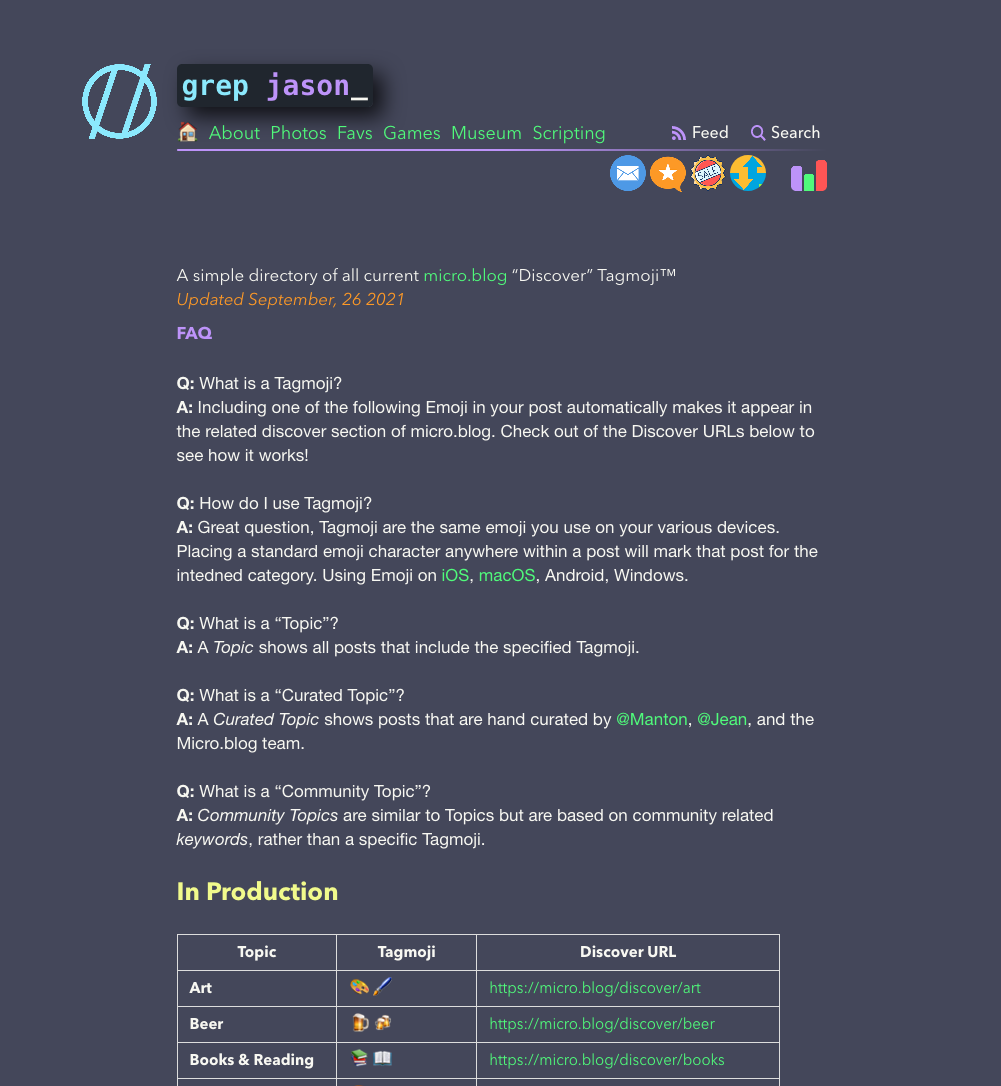 grep jason_
🏠 About Photos Favs Games Museum Scripting Feed Search
SALE
A simple directory of all current micro.blog “Discover” Tagmoji™
Updated September, 26 2021
FAQ
Q: What is a Tagmoji?
A: Including one of the following Emoji in your post automatically makes it appear in
the related discover section of micro.blog. Check out of the Discover URLs below to
see how it works!
Q: How do I use Tagmoji?
A: Great question, Tagmoji are the same emoji you use on your various devices.
Placing a standard emoji character anywhere within a post will mark that post for the
intedned category. Using Emoji on iOS, macOS, Android, Windows.
Q: What is a “Topic”?
A: A Topic shows all posts that include the specified Tagmoji.
Q: What is a “Curated Topic”?
A: A Curated Topic shows posts that are hand curated by @Manton, @Jean, and the
Micro.blog team.
Q: What is a “Community Topic”?
A: Community Topics are similar to Topics but are based on community related
keywords, rather than a specific Tagmoji.
In Production
Topic Tagmoji Discover URL
Art 🎨🖌️ https://micro.blog/discover/art
Beer 🍺🍻 https://micro.blog/discover/beer
Books & Reading 📚📖 https://micro.blog/discover/books